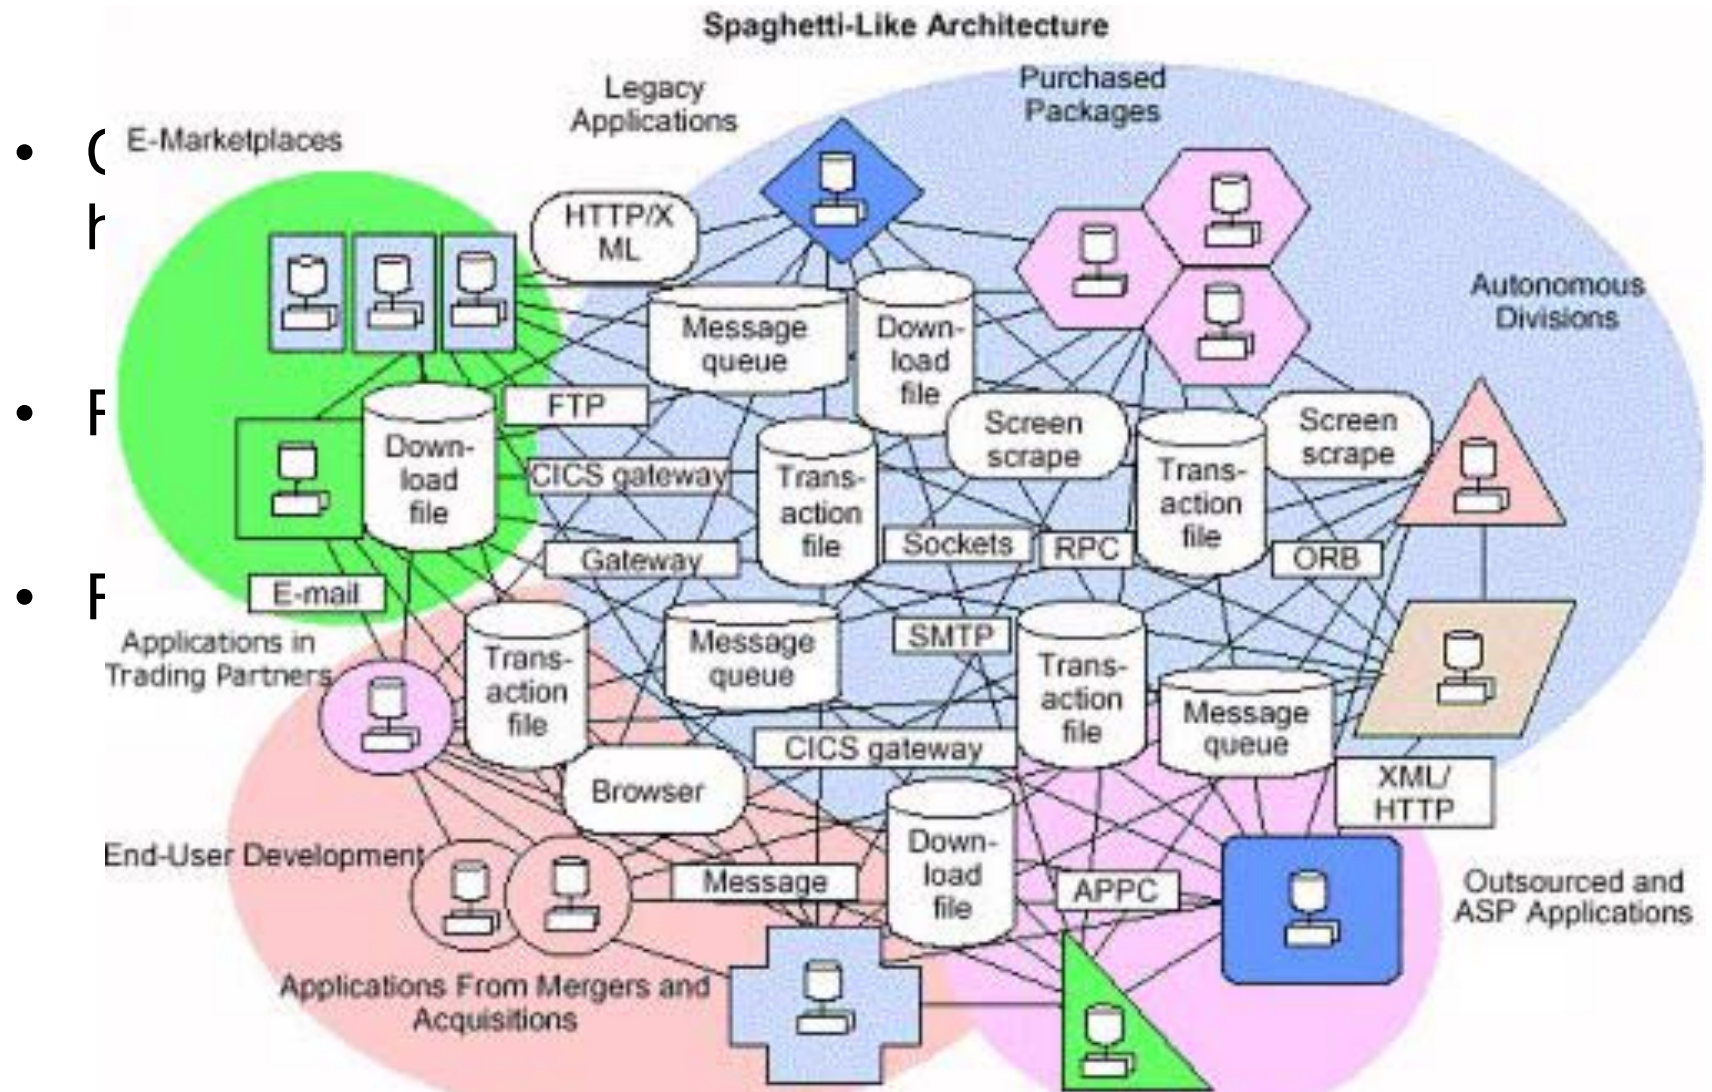 Spaghetti-Like Architecture
Legacy
Applications
Purchased
Packages
E-Marketplaces
HTTP/X
ML
Autonomous
Divisions
Message
queue
Down-
load
file
FTP
Screen
scrape
Screen
scrape
Down-
load
file
CICS gateway
Trans-
action
file
Trans-
action
file
Gateway
Sockets
RPC
ORB
E-mail
Applications in
Trading Partners
Trans-
action
file
Message
queue
SMTP
Trans-
action
file
Message
queue
CICS gateway
Browser
XML/
HTTP
End-User Development
Down-
load
file
Message
APPC
Outsourced and
ASP Applications
Applications From Mergers and
Acquisitions